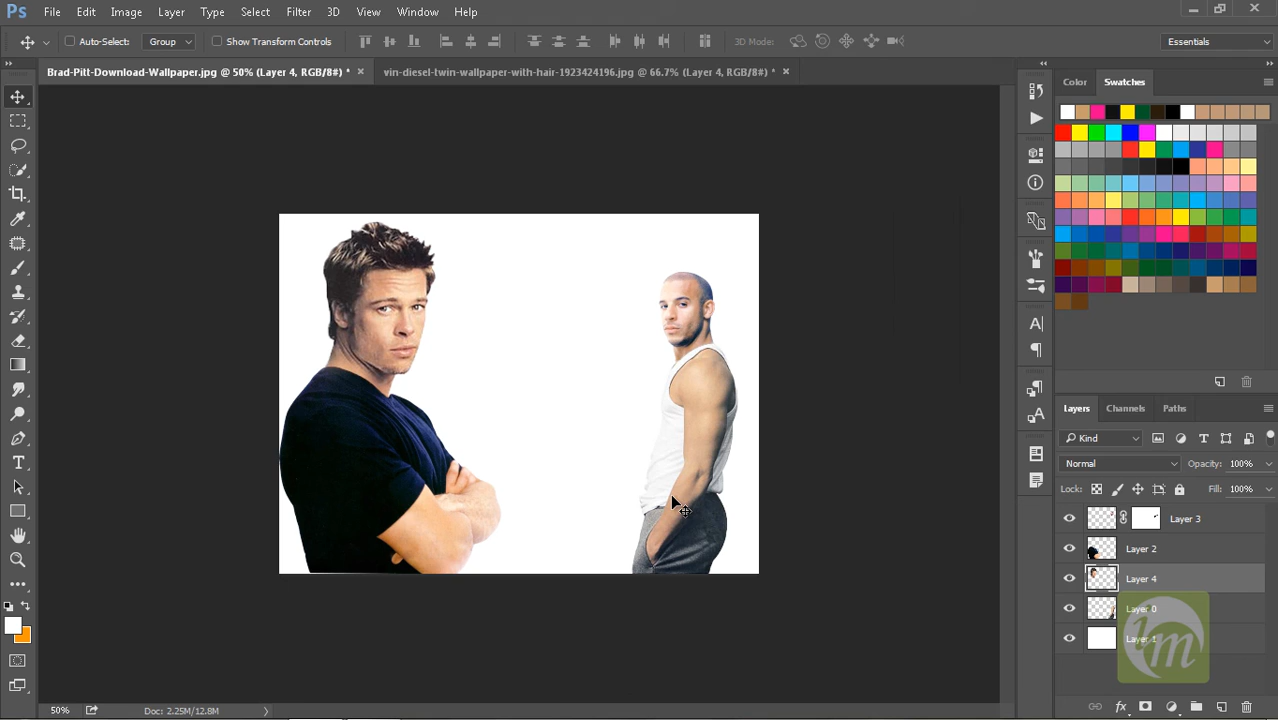 Ps File Edit Image Layer Type Select Filter 3D View Window Help
Auto-Select: Group Show Transform Controls 3D Mode: Essentials
Brad-Pitt-Download-Wallpaper.jpg @ 50% (Layer 4, RGB/8#) * × vin-diesel-twin-wallpaper-with-hair-1923424196.jpg @ 66.7% (Layer 4, RGB/8#) * ×
Color Swatches
Layers Channels Paths
Kind
Normal Opacity: 100%
Lock: Fill: 100%
Layer 3
Layer 2
Layer 4
Layer 0
Layer 1
lm
50% Doc: 2.25M/12.8M